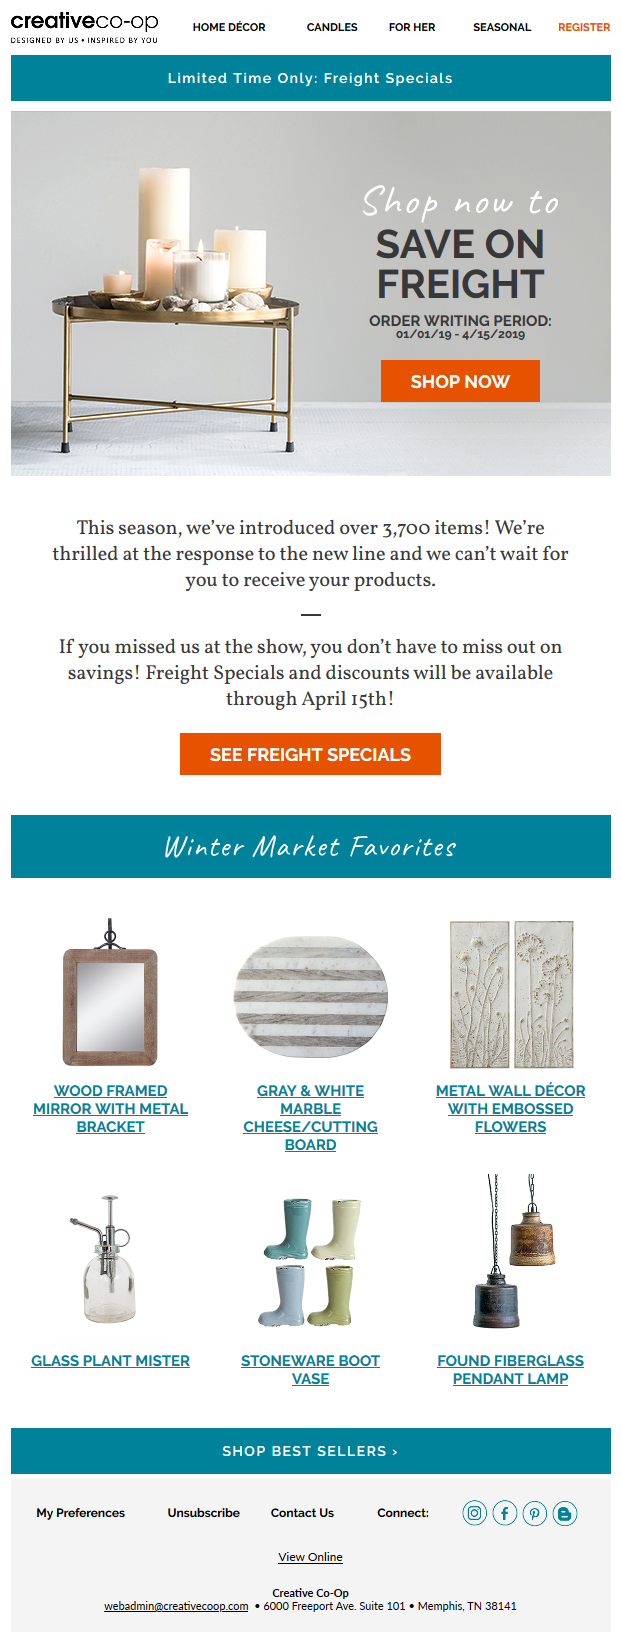 creativeco-op
DESIGNED BY US • INSPIRED BY YOU
HOME DÉCOR CANDLES FOR HER SEASONAL REGISTER
Limited Time Only: Freight Specials
Shop now to
SAVE ON
FREIGHT
ORDER WRITING PERIOD:
01/01/19 - 4/15/2019
SHOP NOW
This season, we’ve introduced over 3,700 items! We’re
thrilled at the response to the new line and we can’t wait for
you to receive your products.
If you missed us at the show, you don’t have to miss out on
savings! Freight Specials and discounts will be available
through April 15th!
SEE FREIGHT SPECIALS
Winter Market Favorites
WOOD FRAMED
MIRROR WITH METAL
BRACKET
GRAY & WHITE
MARBLE
CHEESE/CUTTING
BOARD
METAL WALL DÉCOR
WITH EMBOSSED
FLOWERS
GLASS PLANT MISTER
STONEWARE BOOT
VASE
FOUND FIBERGLASS
PENDANT LAMP
SHOP BEST SELLERS ›
My Preferences Unsubscribe Contact Us Connect:
View Online
Creative Co-Op
webadmin@creativecoop.com • 6000 Freeport Ave. Suite 101 • Memphis, TN 38141